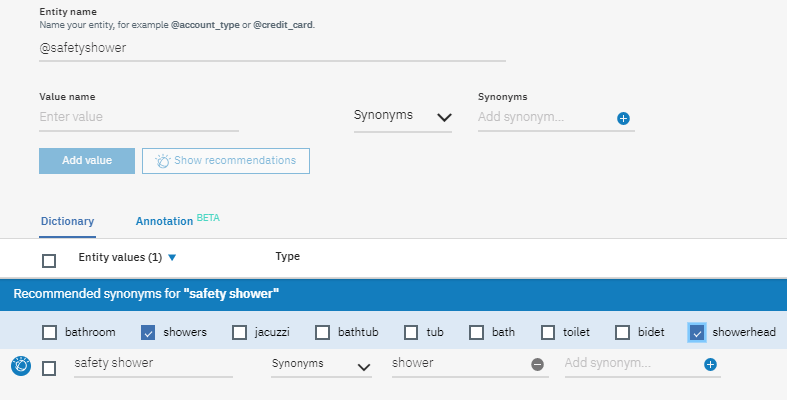 Entity name
Name your entity, for example @account_type or @credit_card.
@safetyshower
Value name
Synonyms
Enter value
Synonyms
Add synonym...
Add value
Show recommendations
Dictionary
Annotation BETA
Entity values (1)
Type
Recommended synonyms for "safety shower"
bathroom showers jacuzzi bathtub tub bath toilet bidet showerhead
safety shower Synonyms shower Add synonym...